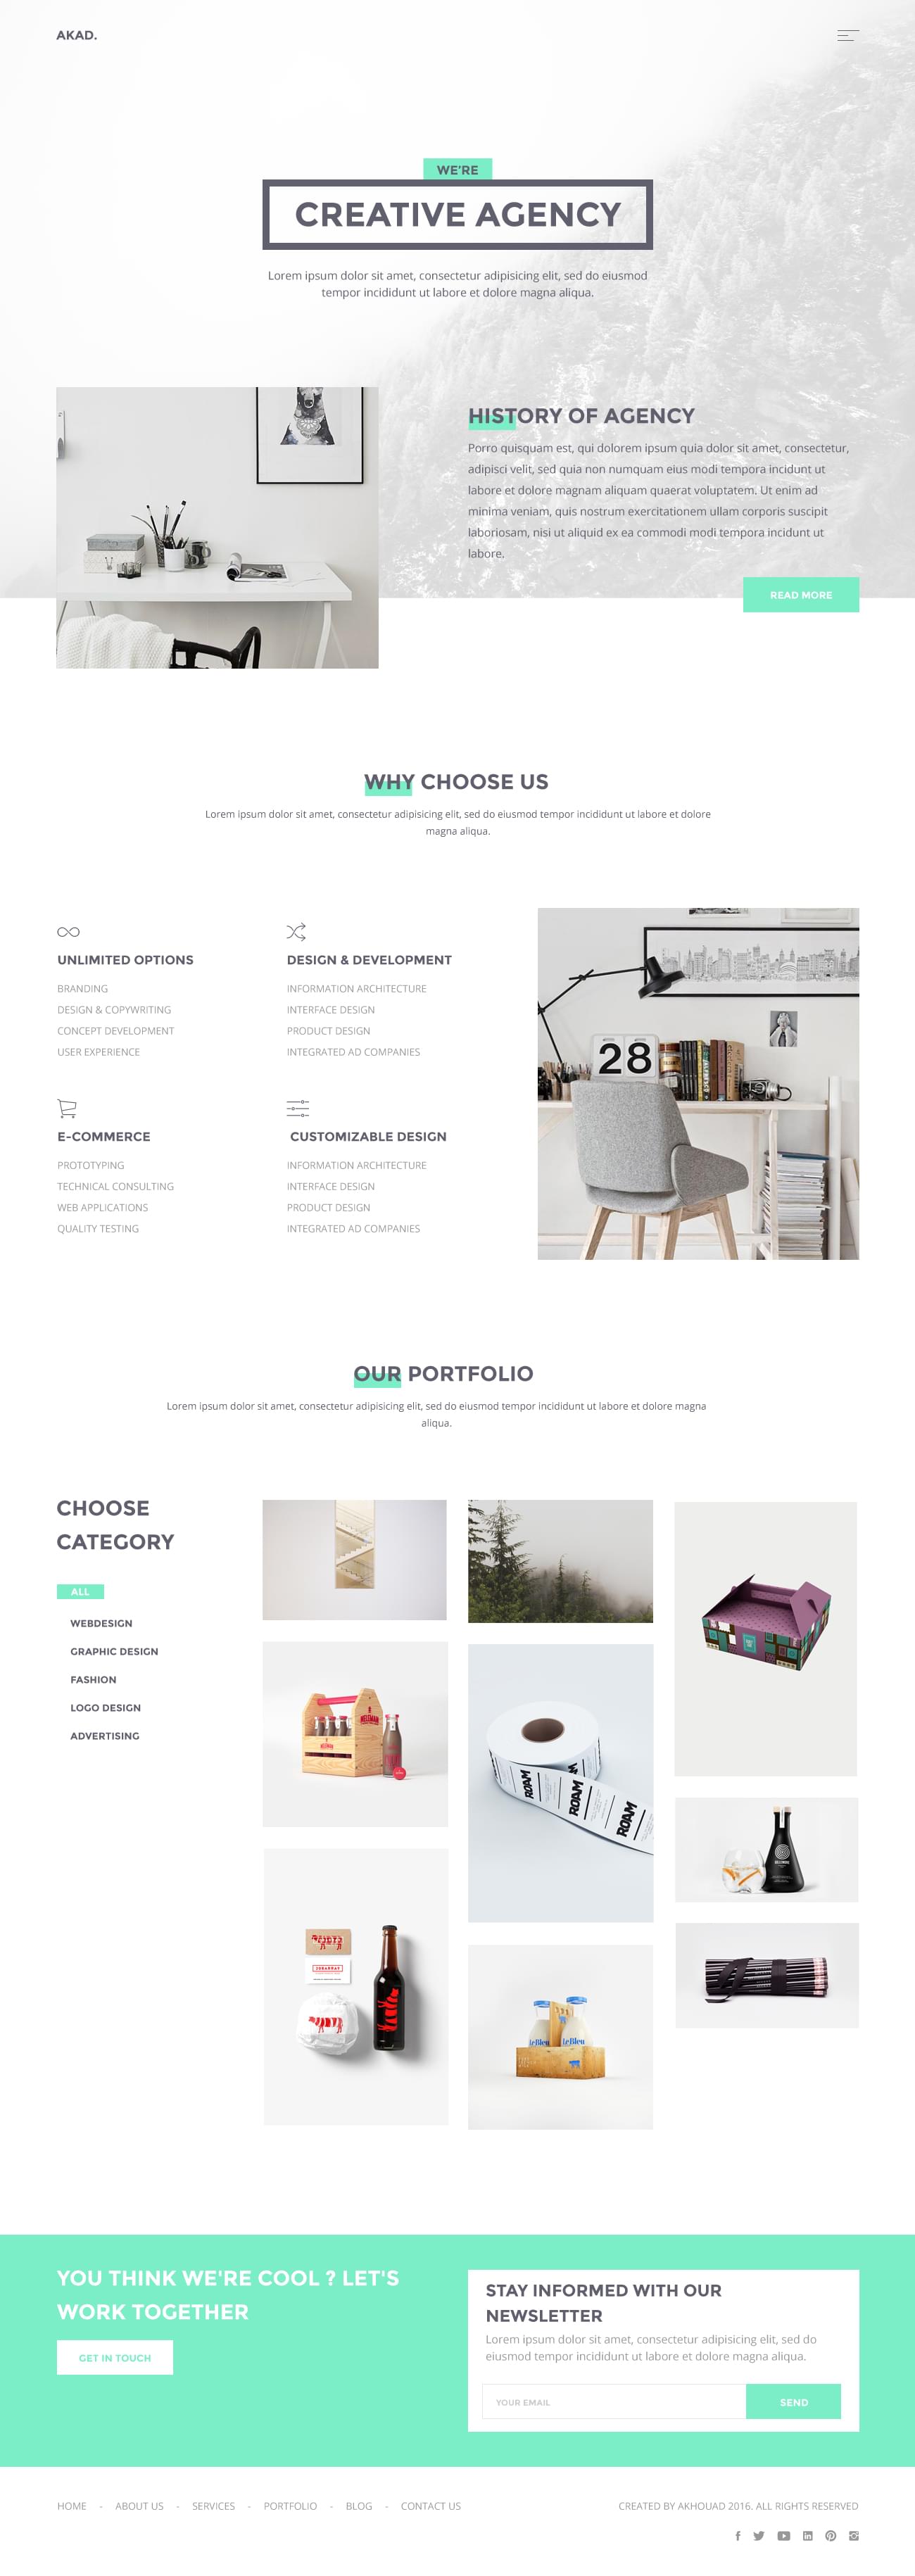 AKAD.
WE'RE
CREATIVE AGENCY
Lorem ipsum dolor sit amet, consectetur adipisicing elit, sed do eiusmod
tempor incididunt ut labore et dolore magna aliqua.
HISTORY OF AGENCY
Porro quisquam est, qui dolorem ipsum quia dolor sit amet, consectetur,
adipisci velit, sed quia non numquam eius modi tempora incidunt ut
labore et dolore magnam aliquam quaerat voluptatem. Ut enim ad
minima veniam, quis nostrum exercitationem ullam corporis suscipit
laboriosam, nisi ut aliquid ex ea commodi modi tempora incidunt ut
labore.
READ MORE
WHY CHOOSE US
Lorem ipsum dolor sit amet, consectetur adipisicing elit, sed do eiusmod tempor incididunt ut labore et dolore
magna aliqua.
UNLIMITED OPTIONS
BRANDING
DESIGN & COPYWRITING
CONCEPT DEVELOPMENT
USER EXPERIENCE
DESIGN & DEVELOPMENT
INFORMATION ARCHITECTURE
INTERFACE DESIGN
PRODUCT DESIGN
INTEGRATED AD COMPANIES
E-COMMERCE
PROTOTYPING
TECHNICAL CONSULTING
WEB APPLICATIONS
QUALITY TESTING
CUSTOMIZABLE DESIGN
INFORMATION ARCHITECTURE
INTERFACE DESIGN
PRODUCT DESIGN
INTEGRATED AD COMPANIES
28
OUR PORTFOLIO
Lorem ipsum dolor sit amet, consectetur adipisicing elit, sed do eiusmod tempor incididunt ut labore et dolore magna
aliqua.
CHOOSE
CATEGORY
ALL
WEBDESIGN
GRAPHIC DESIGN
FASHION
LOGO DESIGN
ADVERTISING
ROAM
ROAM
ROAM
LeBleu
LeBleu
YOU THINK WE'RE COOL ? LET'S
WORK TOGETHER
GET IN TOUCH
STAY INFORMED WITH OUR
NEWSLETTER
Lorem ipsum dolor sit amet, consectetur adipisicing elit, sed do
eiusmod tempor incididunt ut labore et dolore magna aliqua.
YOUR EMAIL
SEND
HOME - ABOUT US - SERVICES - PORTFOLIO - BLOG - CONTACT US
CREATED BY AKHOUAD 2016. ALL RIGHTS RESERVED